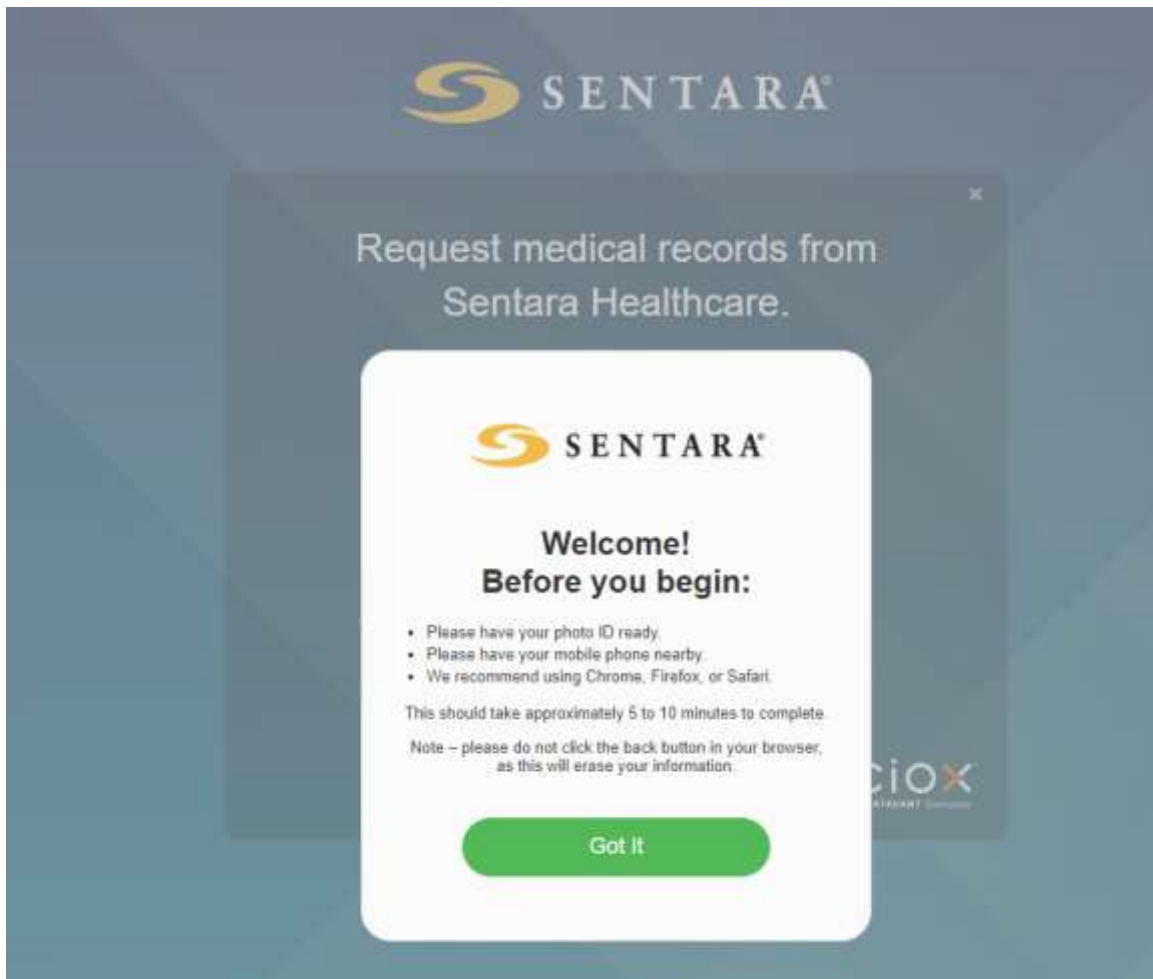 SENTARA®
×
Request medical records from
Sentara Healthcare.
SENTARA®
Welcome!
Before you begin:
• Please have your photo ID ready.
• Please have your mobile phone nearby.
• We recommend using Chrome, Firefox, or Safari.
This should take approximately 5 to 10 minutes to complete.
Note – please do not click the back button in your browser,
as this will erase your information.
ciox
Got It